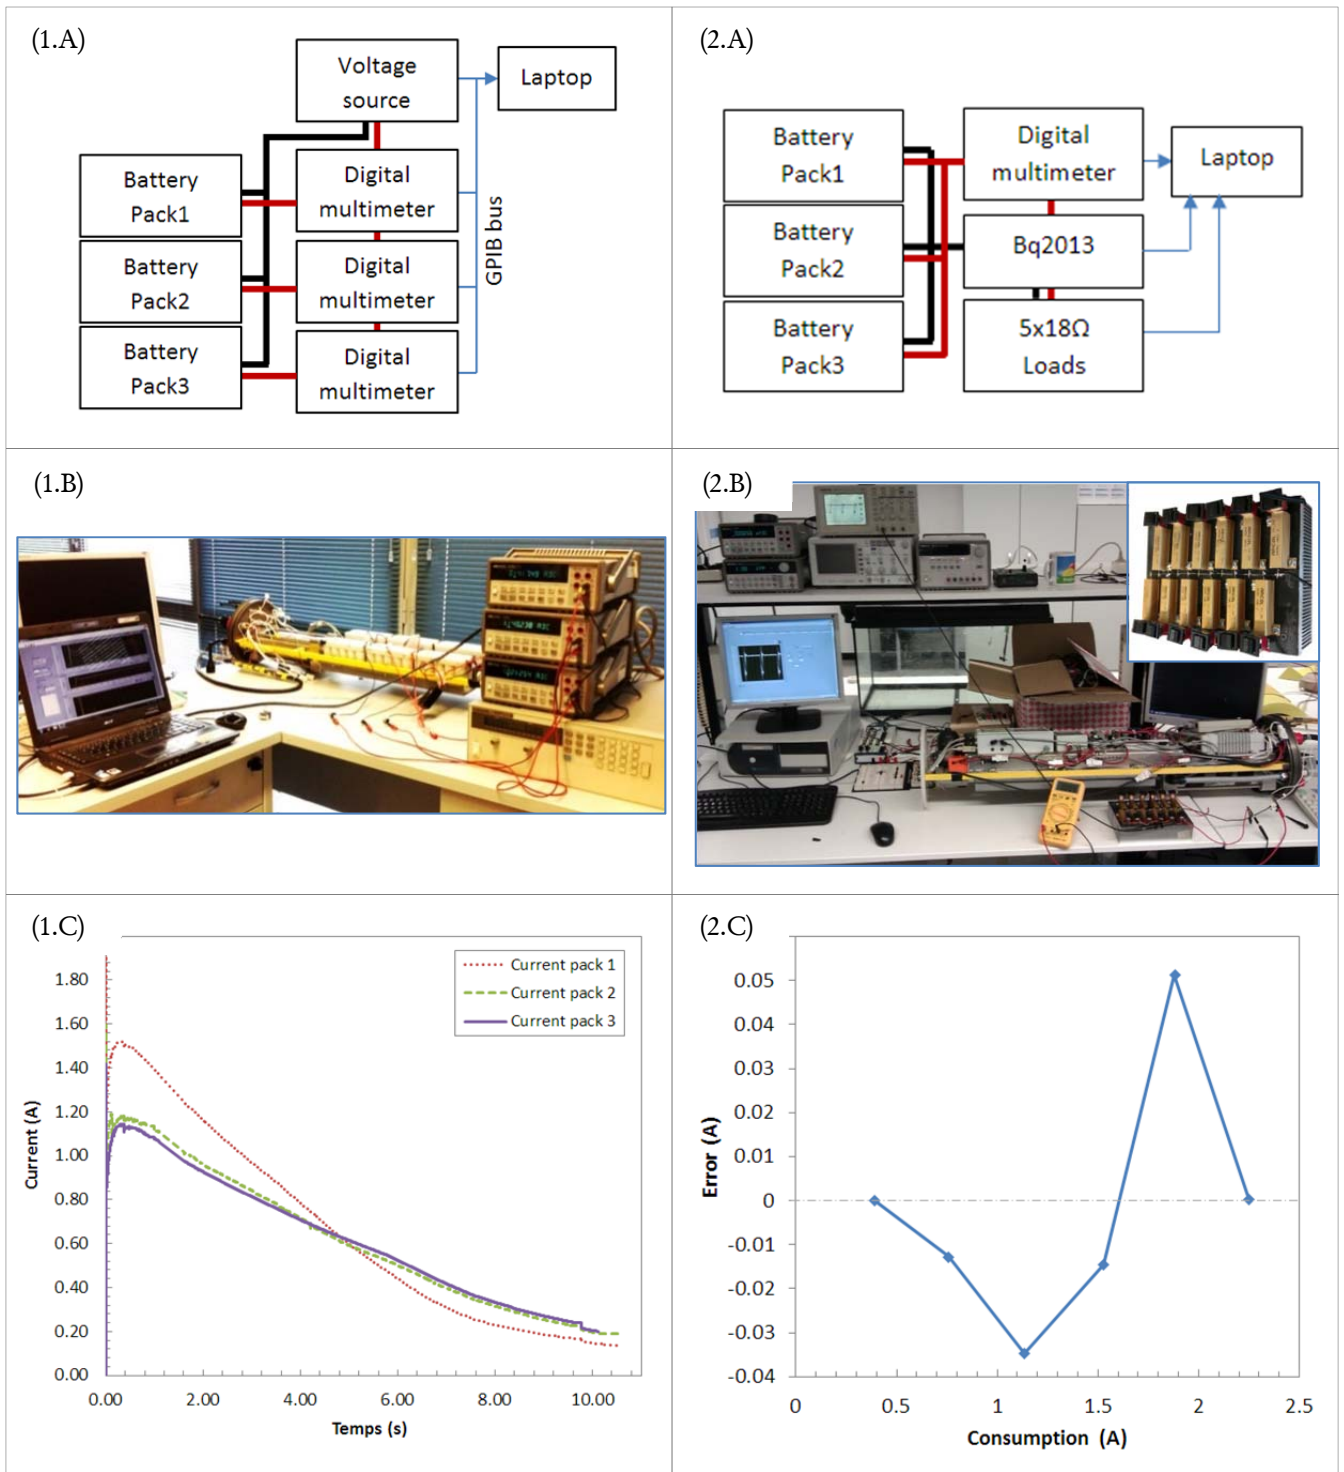 (1.A)
Voltage
source
Laptop
Battery
Pack1
Digital
multimeter
Battery
Pack2
Digital
multimeter
Battery
Pack3
Digital
multimeter
GPIB bus
(2.A)
Battery
Pack1
Digital
multimeter
Laptop
Battery
Pack2
Bq2013
Battery
Pack3
5x18Ω
Loads
(1.B)
(2.B)
(1.C)
Current pack 1
Current pack 2
Current pack 3
1.80
1.60
1.40
1.20
1.00
0.80
0.60
0.40
0.20
0.00
Current (A)
0.00 2.00 4.00 6.00 8.00 10.00
Temps (s)
(2.C)
0.05
0.04
0.03
0.02
0.01
0
-0.01
-0.02
-0.03
-0.04
Error (A)
0 0.5 1 1.5 2 2.5
Consumption (A)